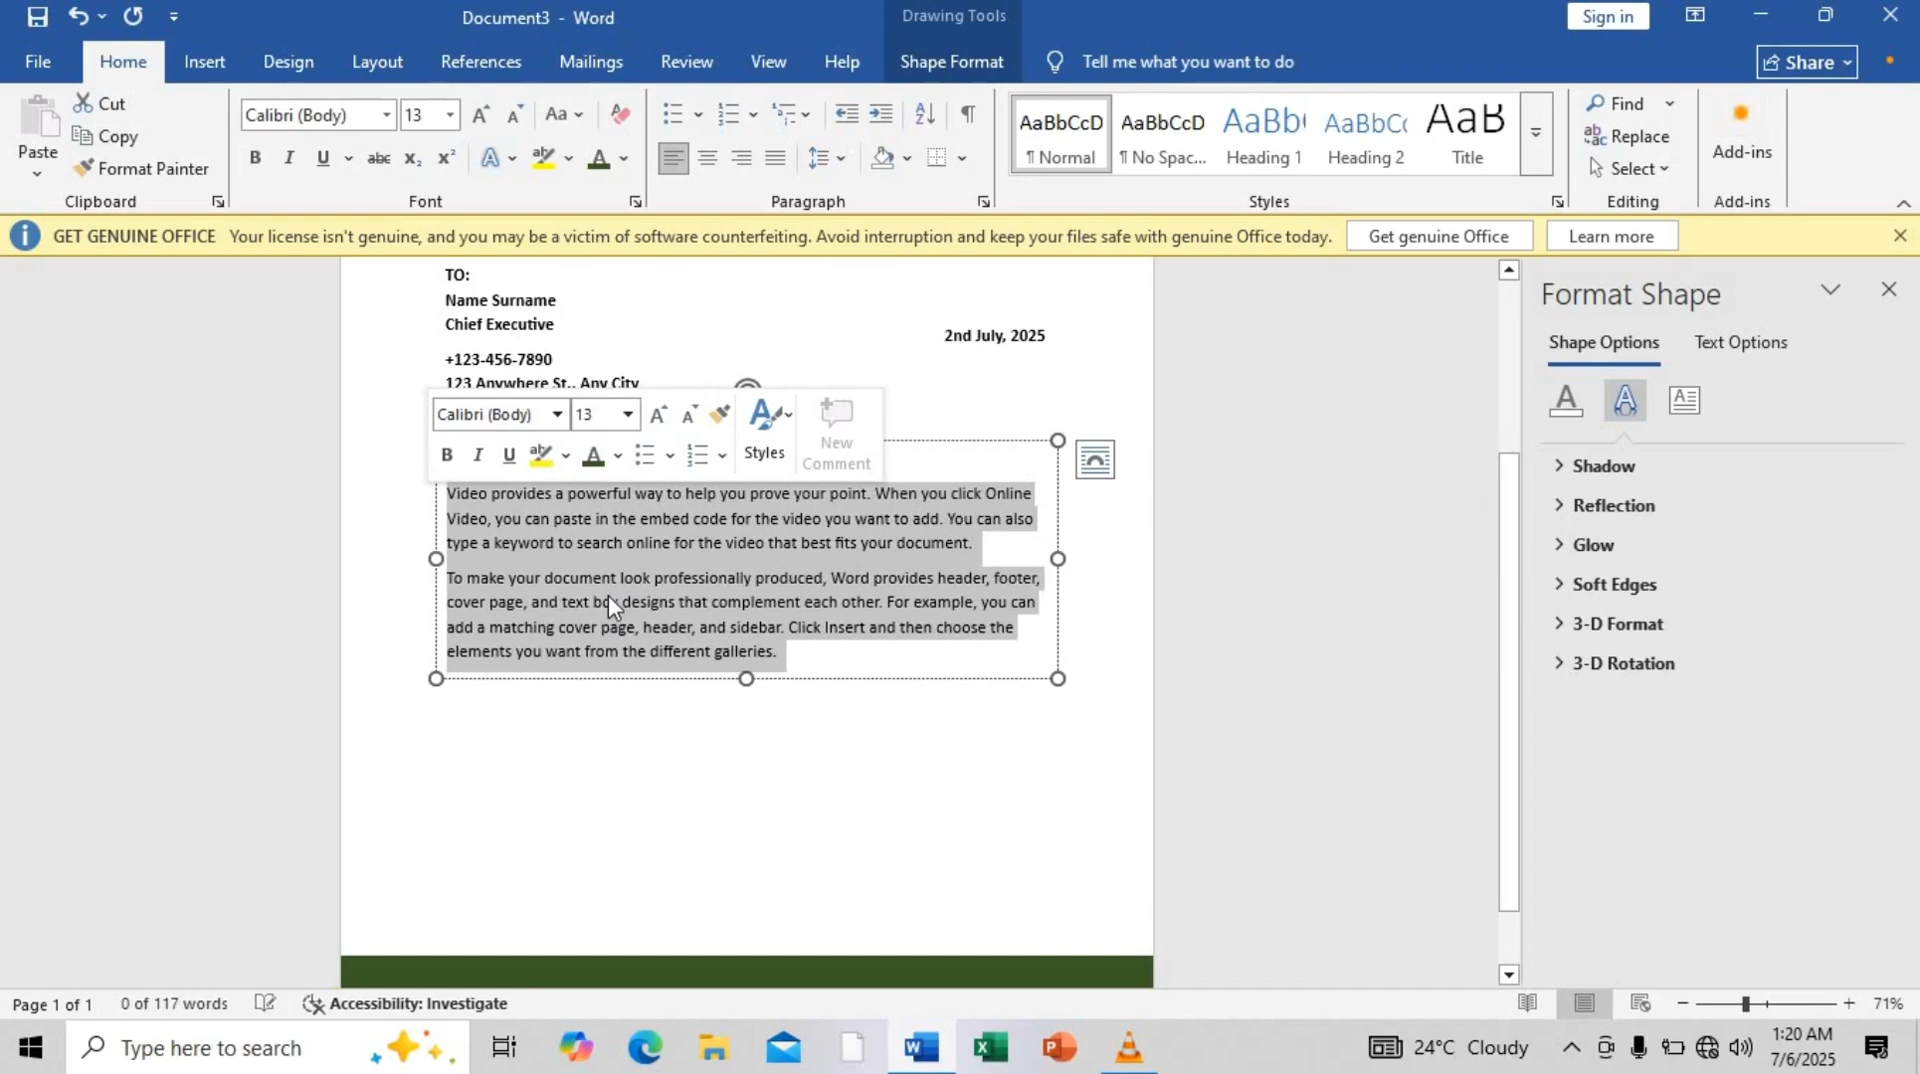 Document3 - Word
Drawing Tools
Sign in
File Home Insert Design Layout References Mailings Review View Help Shape Format Tell me what you want to do Share
Paste
Cut
Copy
Format Painter
Clipboard
Calibri (Body) 13
Font
Paragraph
AaBbCcD AaBbCcD AaBb( AaBbCc AaB
¶ Normal ¶ No Spac... Heading 1 Heading 2 Title
Styles
Find
Replace
Select
Editing
Add-ins
Add-ins
GET GENUINE OFFICE Your license isn't genuine, and you may be a victim of software counterfeiting. Avoid interruption and keep your files safe with genuine Office today. Get genuine Office Learn more
TO:
Name Surname
Chief Executive
2nd July, 2025
+123-456-7890
123 Anywhere St., Any City
Calibri (Body) 13
Styles
New
Comment
Video provides a powerful way to help you prove your point. When you click Online
Video, you can paste in the embed code for the video you want to add. You can also
type a keyword to search online for the video that best fits your document.
To make your document look professionally produced, Word provides header, footer,
cover page, and text box designs that complement each other. For example, you can
add a matching cover page, header, and sidebar. Click Insert and then choose the
elements you want from the different galleries.
Format Shape
Shape Options Text Options
Shadow
Reflection
Glow
Soft Edges
3-D Format
3-D Rotation
Page 1 of 1 0 of 117 words Accessibility: Investigate 71%
Type here to search
24°C Cloudy
1:20 AM
7/6/2025